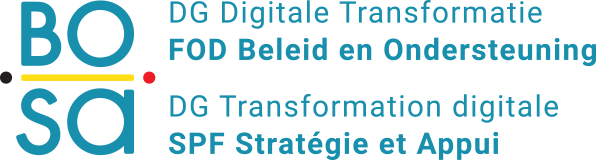 BO
sa
DG Digitale Transformatie
FOD Beleid en Ondersteuning
DG Transformation digitale
SPF Stratégie et Appui